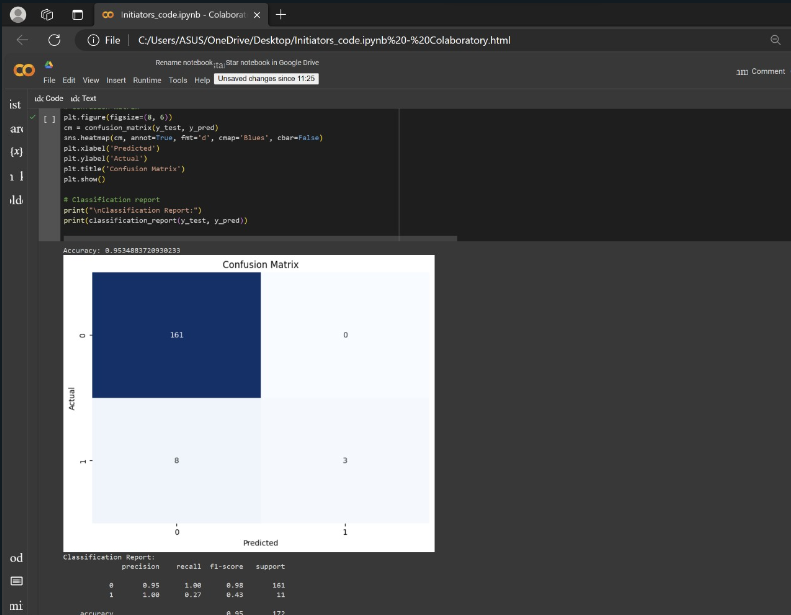 Initiators_code.ipynb - Colaborat
File C:/Users/ASUS/OneDrive/Desktop/Initiators_code.ipynb%20-%20Colaboratory.html
Rename notebook Star notebook in Google Drive
File Edit View Insert Runtime Tools Help Unsaved changes since 11:25
Comment
Code Text
ist
{x}
[ ]
plt.figure(figsize=(8, 6))
cm = confusion_matrix(y_test, y_pred)
sns.heatmap(cm, annot=True, fmt='d', cmap='Blues', cbar=False)
plt.xlabel('Predicted')
plt.ylabel('Actual')
plt.title('Confusion Matrix')
plt.show()
# Classification report
print("\nClassification Report:")
print(classification_report(y_test, y_pred))
Accuracy: 0.9534883720930233
Confusion Matrix
0
161
0
Actual
1
8
3
0
1
Predicted
od
mi
Classification Report:
precision recall f1-score support
0 0.95 1.00 0.98 161
1 1.00 0.27 0.43 11
accuracy 0.95 172